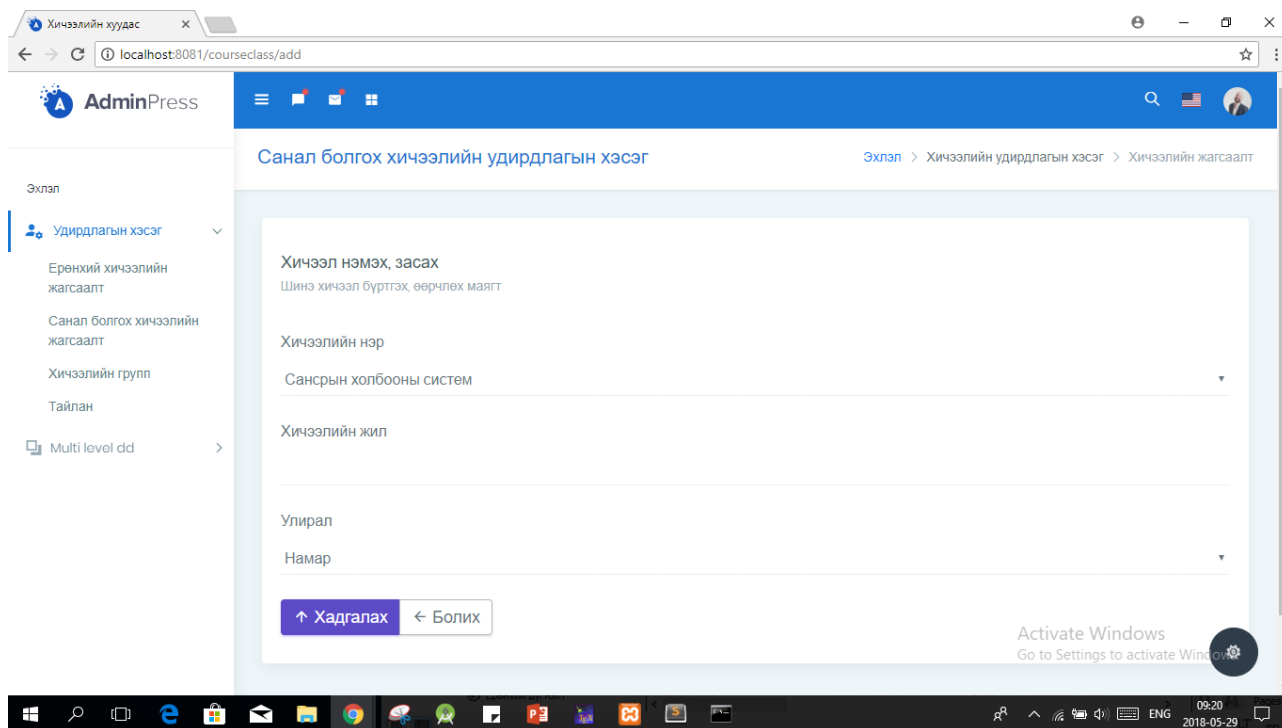 Хичээлийн хуудас
localhost:8081/courseclass/add
AdminPress
Санал болгох хичээлийн удирдлагын хэсэг
Эхлэл > Хичээлийн удирдлагын хэсэг > Хичээлийн жагсаалт
Эхлэл
Удирдлагын хэсэг
Ерөнхий хичээлийн
жагсаалт
Санал болгох хичээлийн
жагсаалт
Хичээлийн групп
Тайлан
Multi level dd
Хичээл нэмэх, засах
Шинэ хичээл бүртгэх, өөрчлөх маягт
Хичээлийн нэр
Сансрын холбооны систем
Хичээлийн жил
Улирал
Намар
Хадгалах
Болих
Activate Windows
Go to Settings to activate Windows.
ENG
09:20
2018-05-29